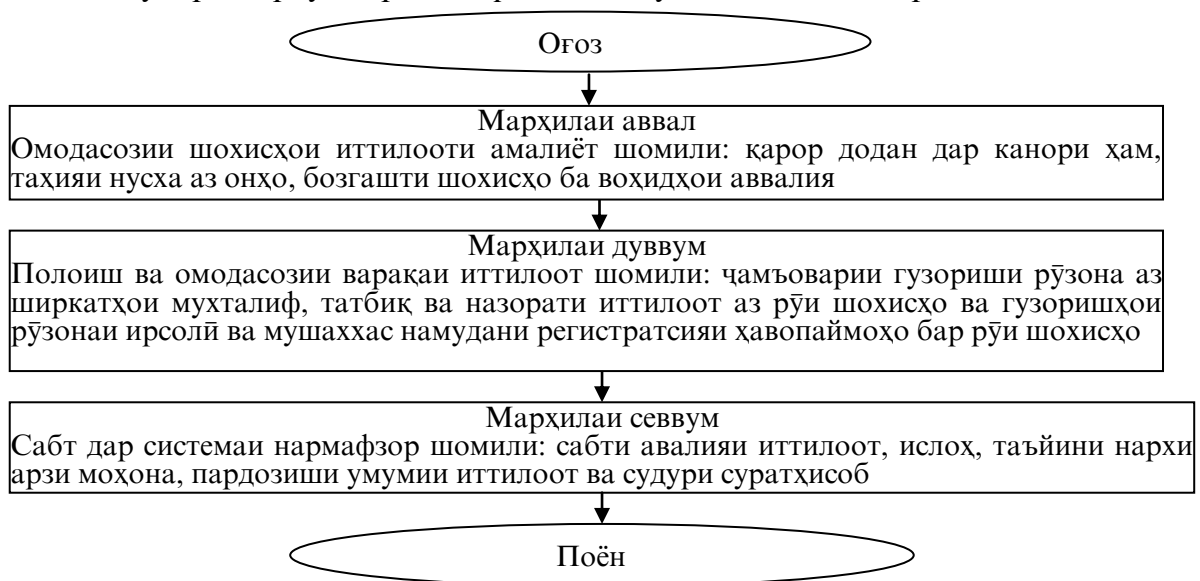 Оғоз
Марҳилаи аввал
Омодасозии шохисҳои иттилооти амалиёт шомили: қарор додан дар канори ҳам,
таҳияи нусха аз онҳо, бозгашти шохисҳо ба воҳидҳои аввалия
Марҳилаи дуввум
Полоиш ва омодасозии варақаи иттилоот шомили: ҷамъоварии гузориши рӯзона аз
ширкатҳои мухталиф, татбиқ ва назорати иттилоот аз рӯи шохисҳо ва гузоришҳои
рӯзонаи ирсолӣ ва мушаххас намудани регистратсияи ҳавопаймоҳо бар рӯи шохисҳо
Марҳилаи севвум
Сабт дар системаи нармафзор шомили: сабти авалияи иттилоот, ислоҳ, таъйини нархи
арзи моҳона, пардозиши умумии иттилоот ва судури суратҳисоб
Поён